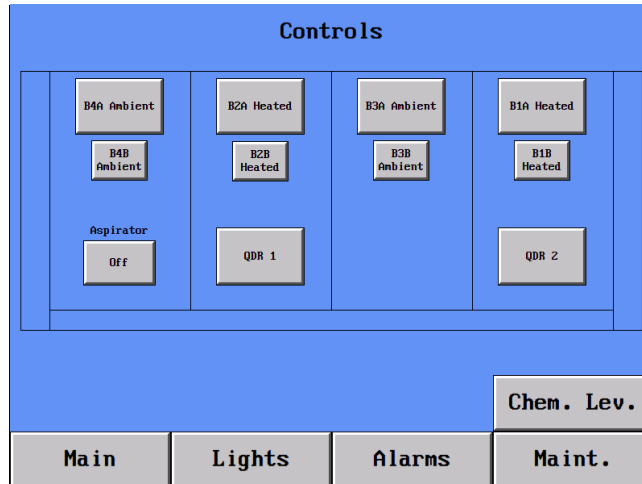 Controls
B4A Ambient
B2A Heated
B3A Ambient
B1A Heated
B4B
Ambient
B2B
Heated
B3B
Ambient
B1B
Heated
Aspirator
Off
QDR 1
QDR 2
Chem. Lev.
Main
Lights
Alarms
Maint.